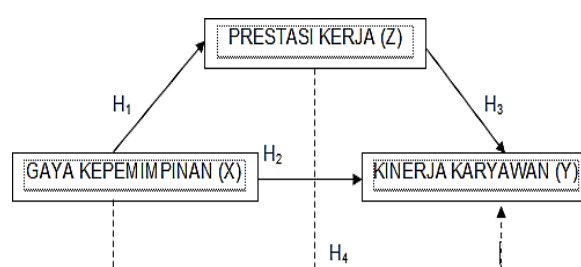 PRESTASI KERJA (Z)
H1
H3
H2
GAYA KEPEMIMPINAN (X)
KINERJA KARYAWAN (Y)
H4